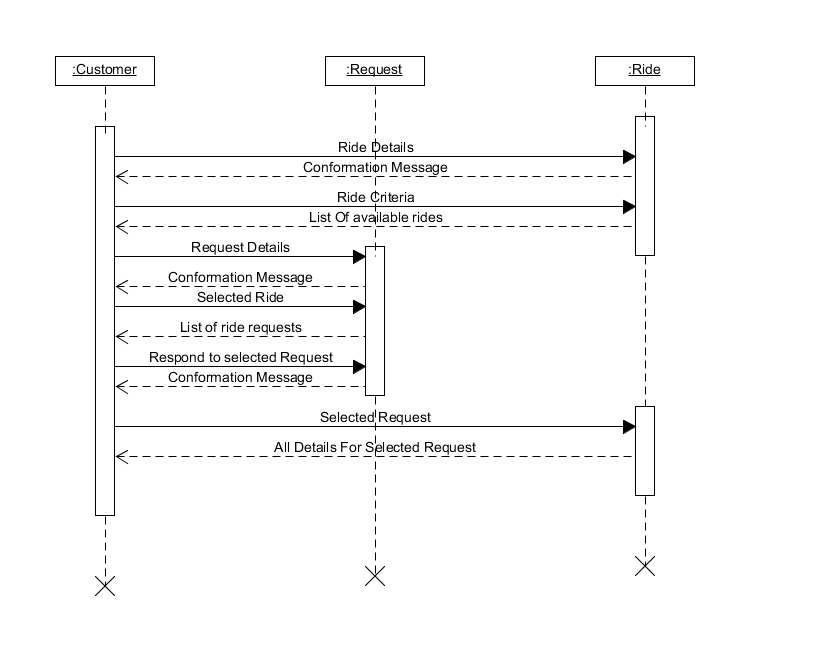 :Customer
:Request
:Ride
Ride Details
Conformation Message
Ride Criteria
List Of available rides
Request Details
Conformation Message
Selected Ride
List of ride requests
Respond to selected Request
Conformation Message
Selected Request
All Details For Selected Request